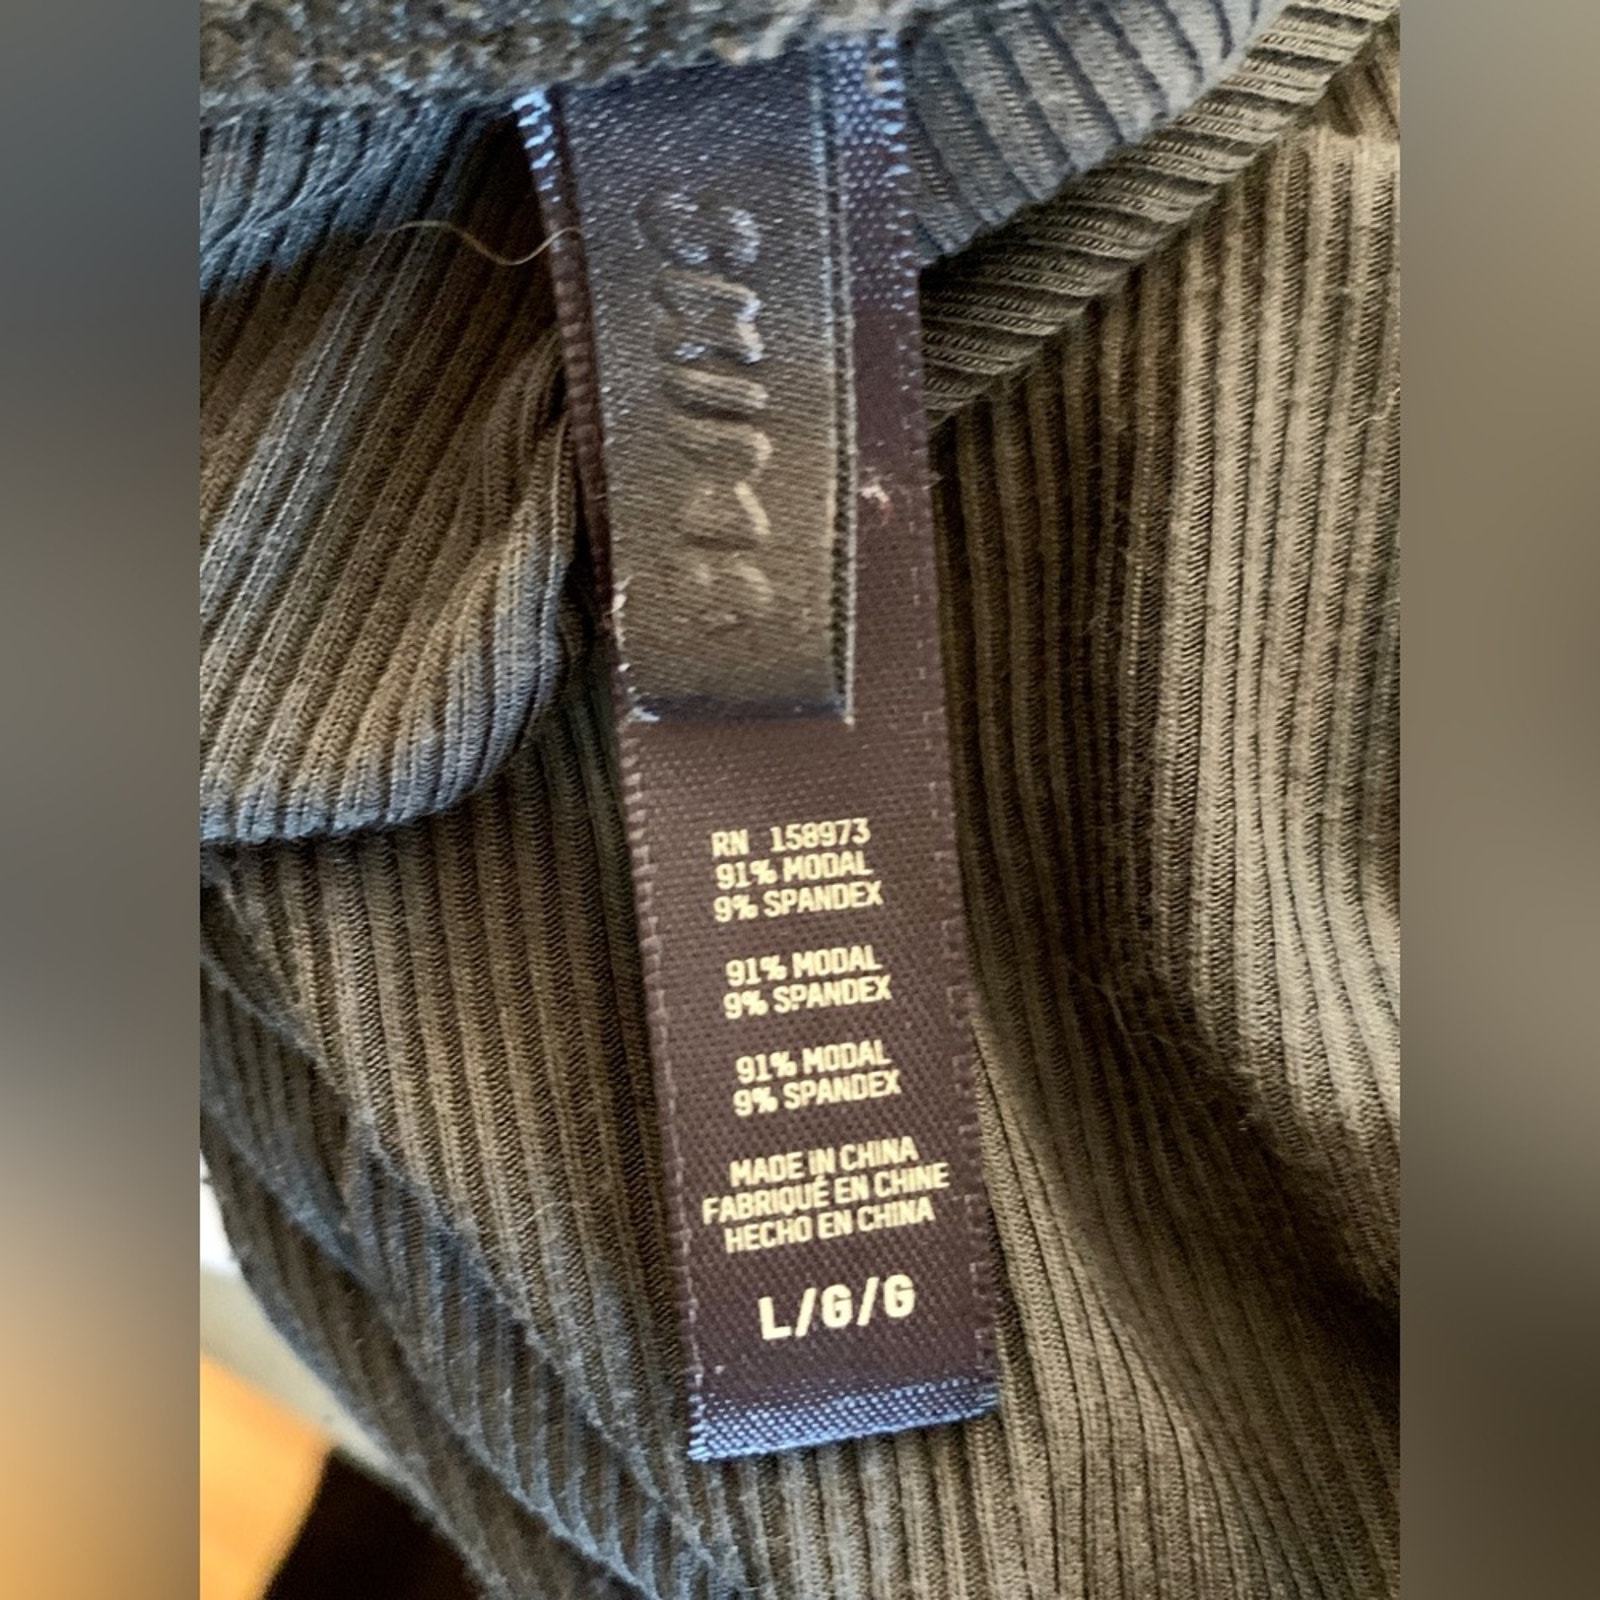 SKIMS
RN 158973
91% MODAL
9% SPANDEX
91% MODAL
9% SPANDEX
91% MODAL
9% SPANDEX
MADE IN CHINA
FABRIQUÉ EN CHINE
HECHO EN CHINA
L/G/G